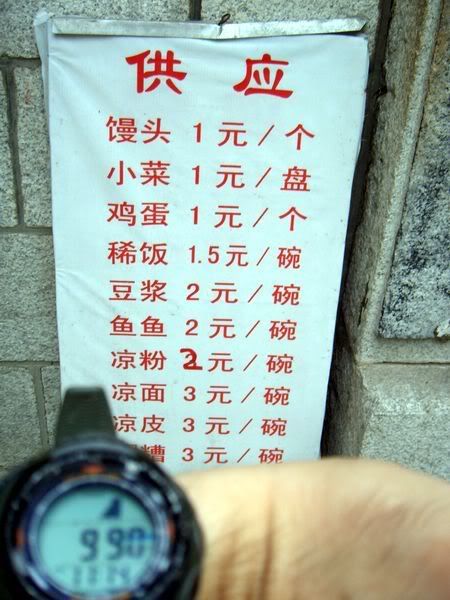 供 应
馒头 1 元 / 个
小菜 1 元 / 盘
鸡蛋 1 元 / 个
稀饭 1.5 元 / 碗
豆浆 2 元 / 碗
鱼鱼 2 元 / 碗
凉粉 2 元 / 碗
凉面 3 元 / 碗
凉皮 3 元 / 碗
糟 3 元 / 碗
990